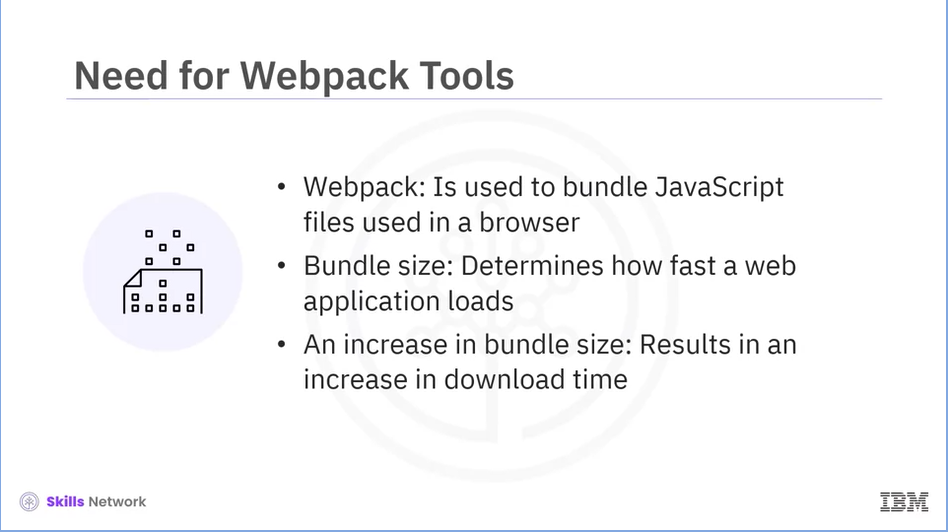 Need for Webpack Tools
• Webpack: Is used to bundle JavaScript
files used in a browser
• Bundle size: Determines how fast a web
application loads
• An increase in bundle size: Results in an
increase in download time
Skills Network
IBM